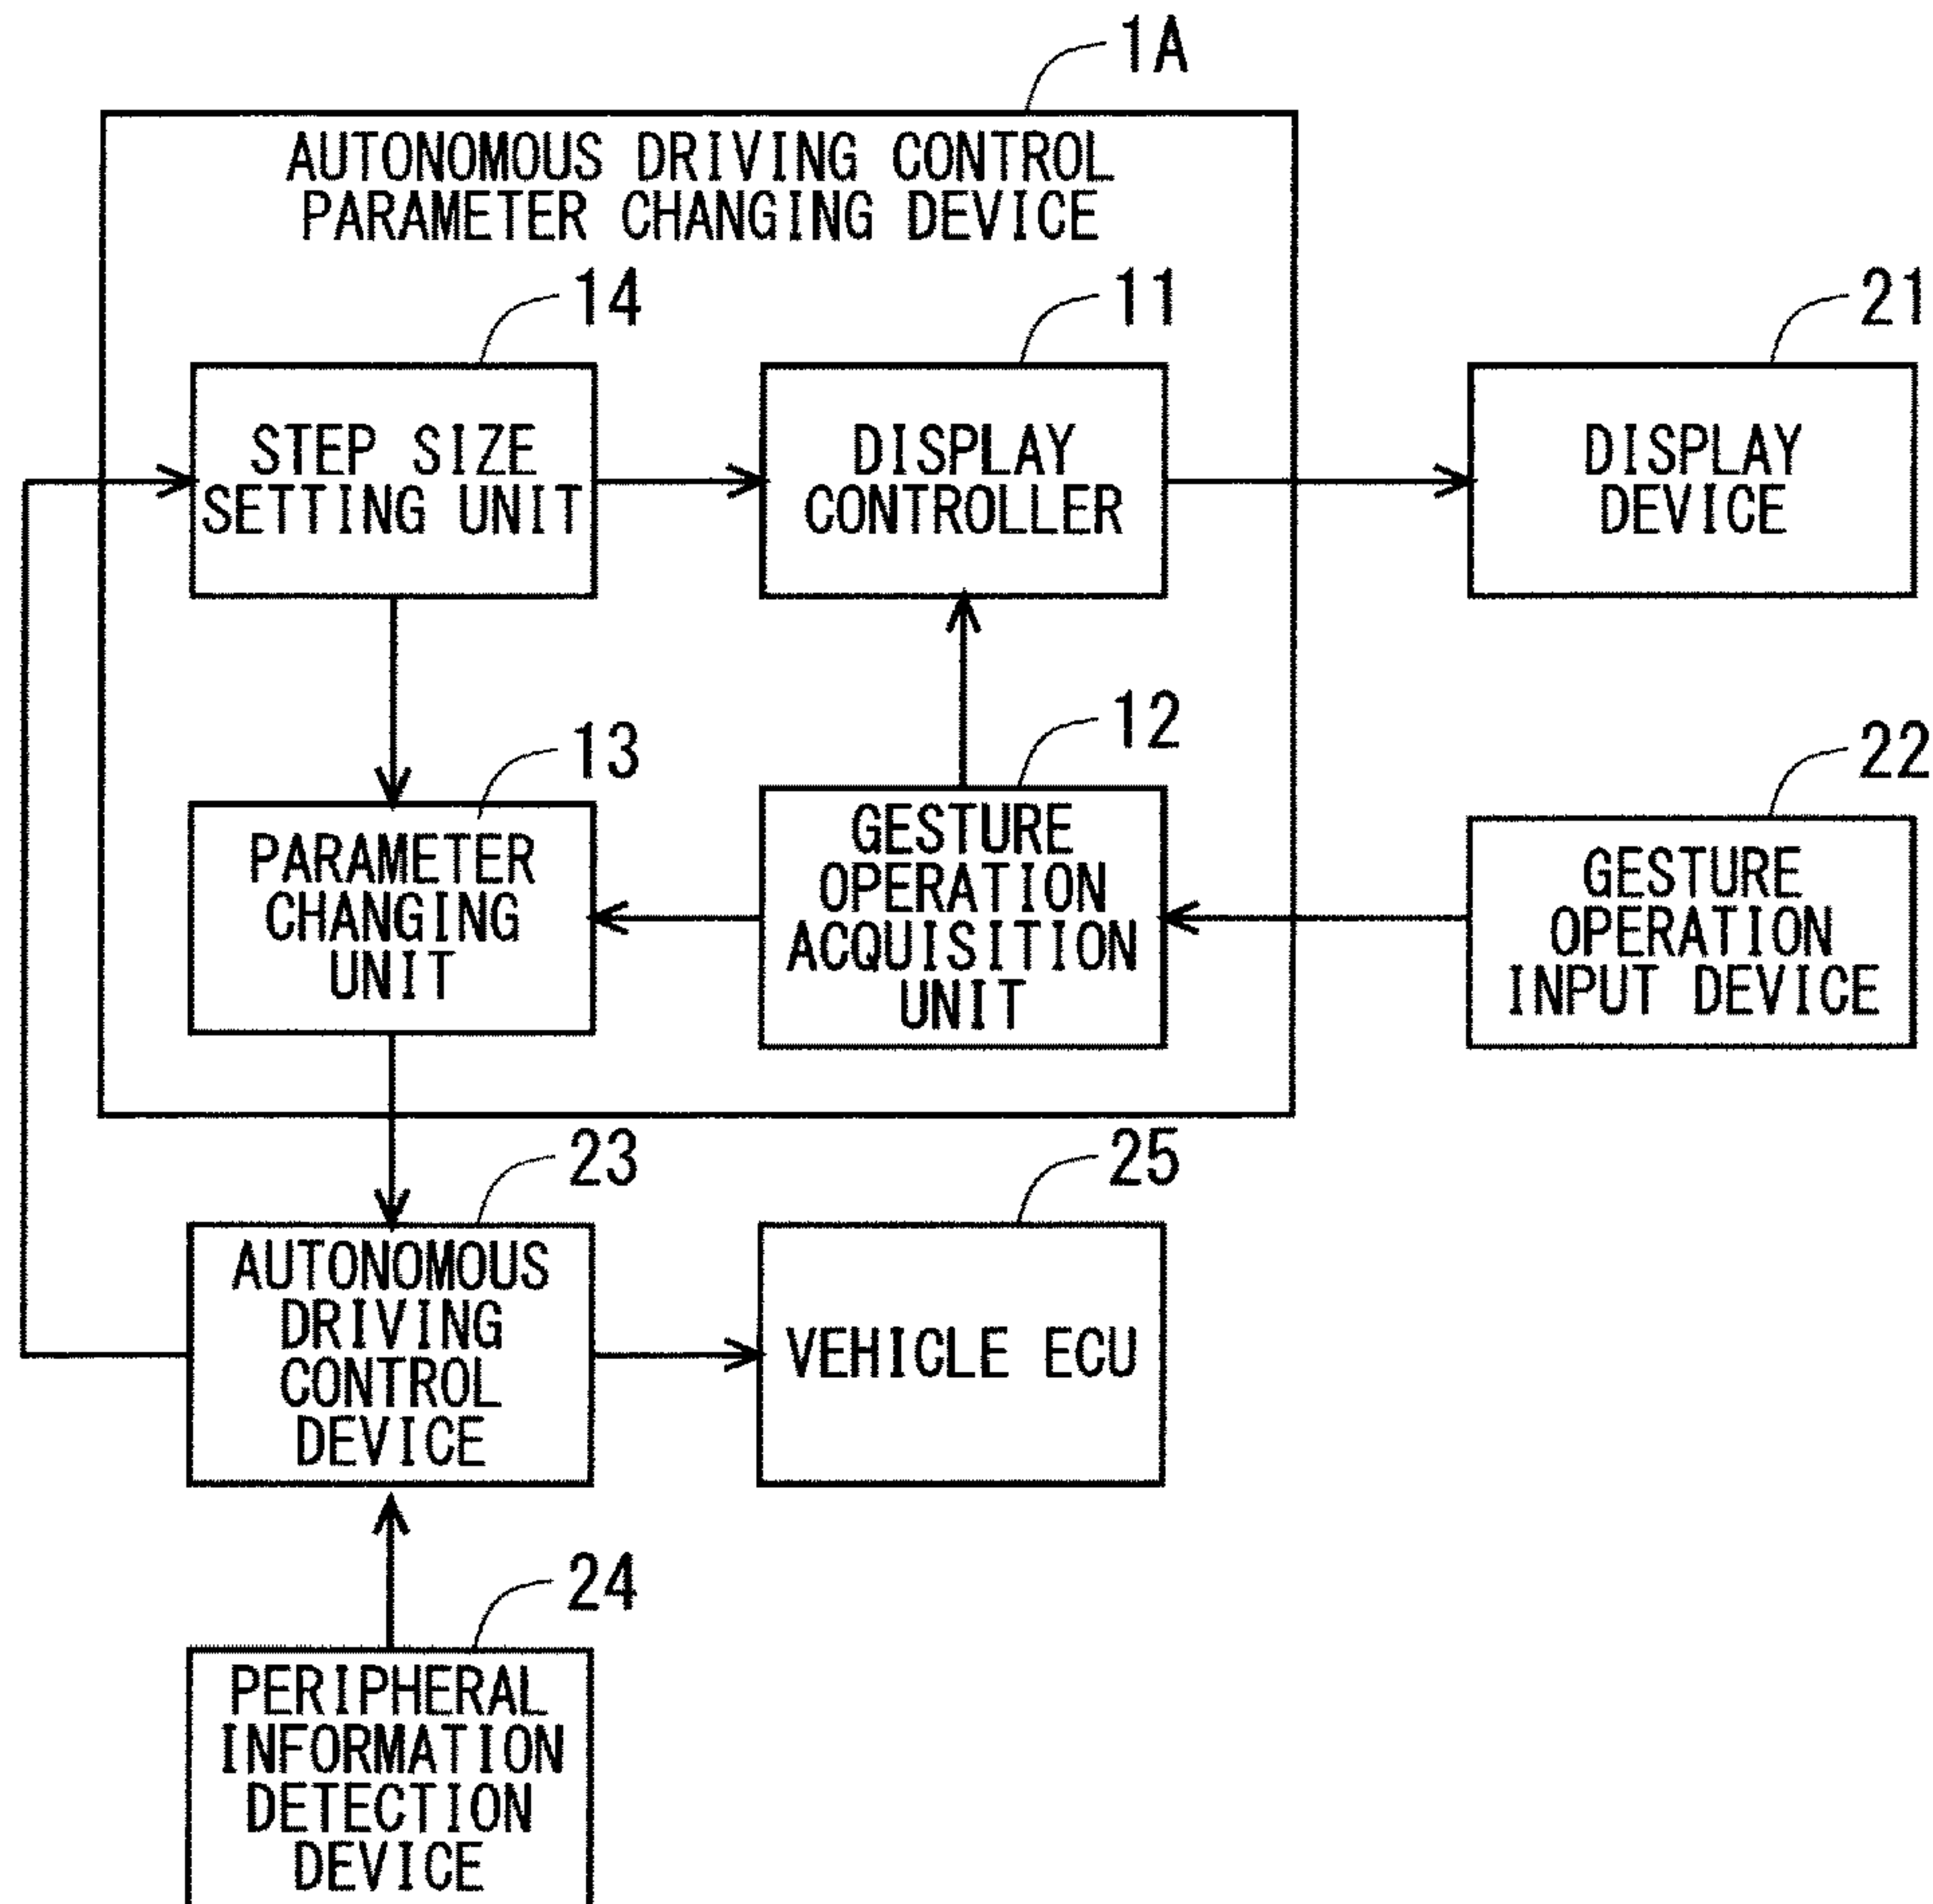 1A
AUTONOMOUS DRIVING CONTROL
PARAMETER CHANGING DEVICE
14
11
21
STEP SIZE
SETTING UNIT
DISPLAY
CONTROLLER
DISPLAY
DEVICE
13
12
22
PARAMETER
CHANGING
UNIT
GESTURE
OPERATION
ACQUISITION
UNIT
GESTURE
OPERATION
INPUT DEVICE
23
25
AUTONOMOUS
DRIVING
CONTROL
DEVICE
VEHICLE ECU
24
PERIPHERAL
INFORMATION
DETECTION
DEVICE